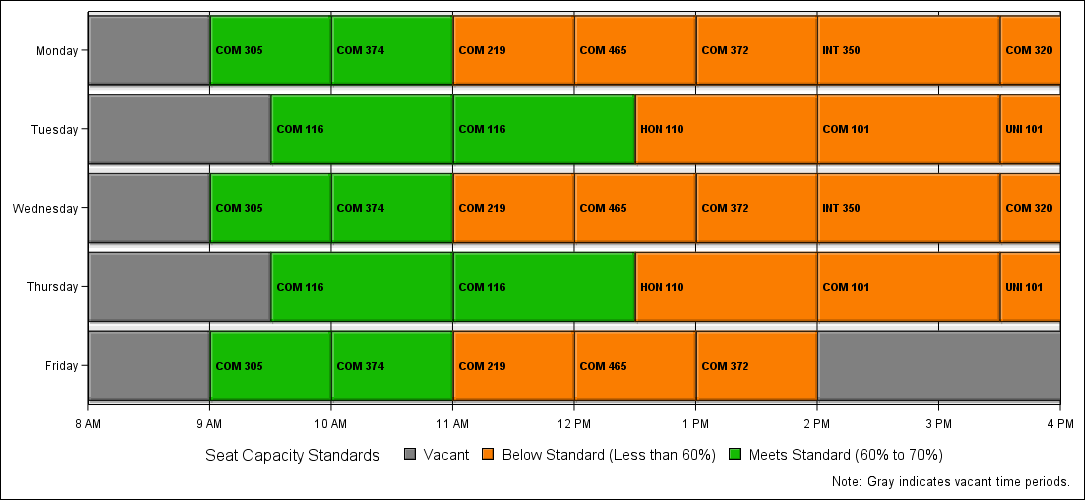 Monday COM 305 COM 374 COM 219 COM 465 COM 372 INT 350 COM 320
Tuesday COM 116 COM 116 HON 110 COM 101 UNI 101
Wednesday COM 305 COM 374 COM 219 COM 465 COM 372 INT 350 COM 320
Thursday COM 116 COM 116 HON 110 COM 101 UNI 101
Friday COM 305 COM 374 COM 219 COM 465 COM 372
8 AM 9 AM 10 AM 11 AM 12 PM 1 PM 2 PM 3 PM 4 PM
Seat Capacity Standards Vacant Below Standard (Less than 60%) Meets Standard (60% to 70%)
Note: Gray indicates vacant time periods.